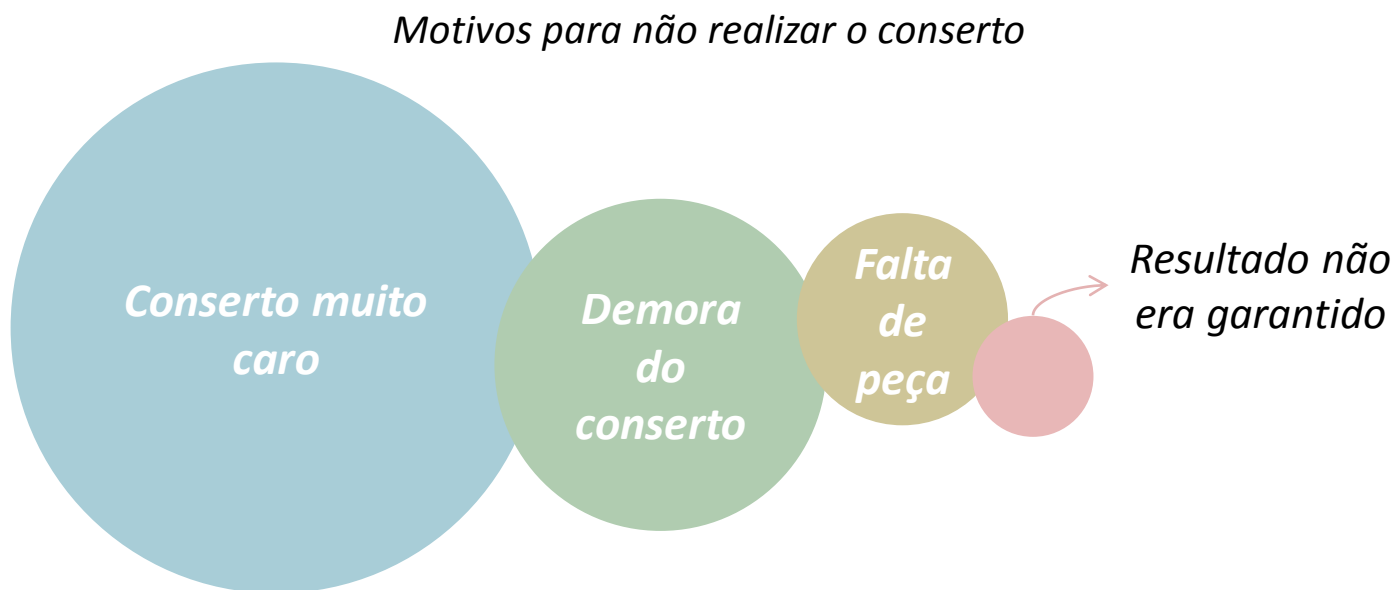 Motivos para não realizar o conserto
Conserto muito
caro
Demora
do
conserto
Falta
de
peça
Resultado não
era garantido